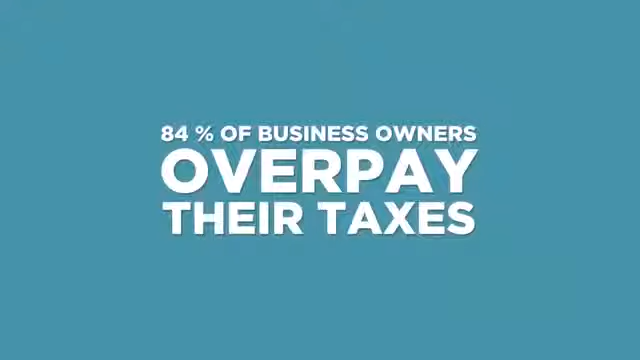 84 % OF BUSINESS OWNERS
OVERPAY
THEIR TAXES